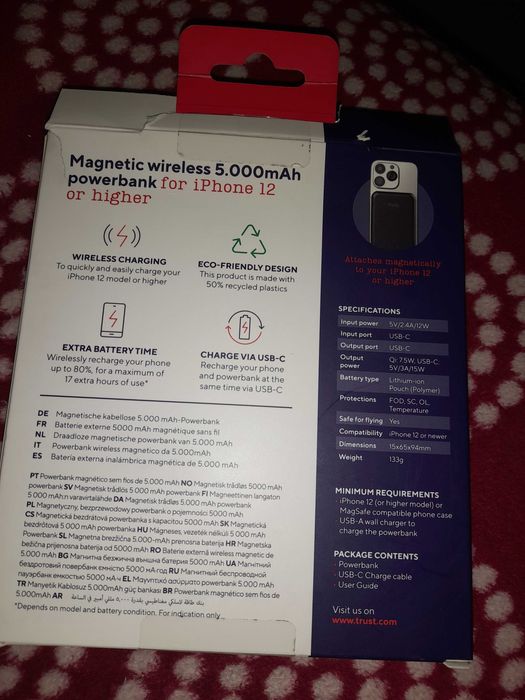 Magnetic wireless 5.000mAh
powerbank for iPhone 12
or higher
WIRELESS CHARGING
To quickly and easily charge your
iPhone 12 model or higher
ECO-FRIENDLY DESIGN
This product is made with
50% recycled plastics
EXTRA BATTERY TIME
Wirelessly recharge your phone
up to 80%, for a maximum of
17 extra hours of use*
CHARGE VIA USB-C
Recharge your phone
and powerbank at the
same time via USB-C
DE Magnetische kabellose 5.000 mAh-Powerbank
FR Batterie externe 5000 mAh magnétique sans fil
NL Draadloze magnetische powerbank van 5.000 mAh
IT Powerbank wireless magnetico da 5.000mAh
ES Batería externa inalámbrica magnética de 5.000 mAh
PT Powerbank magnético sem fios de 5.000mAh NO Magnetisk trådløs 5000 mAh
powerbank SV Magnetisk trådlös 5 000 mAh powerbank FI Magneettinen langaton
5 000 mAh:n varavirtalähde DA Magnetisk trådløs 5.000 mAh powerbank
PL Magnetyczny, bezprzewodowy powerbank o pojemności 5000 mAh
CS Magnetická bezdrátová powerbanka s kapacitou 5000 mAh SK Magnetická
bezdrôtová 5 000 mAh powerbanka HU Mágneses, vezeték nélküli 5 000 mAh
Powerbank SL Magnetna brezžična 5.000-mAh prenosna baterija HR Magnetska
bežična prijenosna baterija od 5000 mAh RO Baterie externă wireless magnetic de
5.000 mAh BG Магнитна безжична външна батерия 5000 mAh UA Магнітний
бездротовий повербанк ємністю 5000 мА·год RU Магнитный беспроводной
пауэрбанк емкостью 5000 мА·ч EL Μαγνητικό ασύρματο powerbank 5.000 mAh
TR Manyetik Kablosuz 5.000mAh güç bankası BR Powerbank magnético sem fios de
5.000mAh AR بنك طاقة لاسلكي مغناطيسي بقدرة ٥،٠٠٠ مللي أمبير في الساعة
*Depends on model and battery condition. For indication only
Attaches magnetically
to your iPhone 12
or higher
SPECIFICATIONS
Input power 5V/2.4A/12W
Input port USB-C
Output port USB-C
Output power Qi: 7.5W, USB-C:
5V/3A/15W
Battery type Lithium-ion
Pouch (Polymer)
Protections FOD, SC, OL,
Temperature
Safe for flying Yes
Compatibility iPhone 12 or newer
Dimensions 15x65x94mm
Weight 133g
MINIMUM REQUIREMENTS
· iPhone 12 (or higher model) or
MagSafe compatible phone case
· USB-A wall charger to
charge the powerbank
PACKAGE CONTENTS
· Powerbank
· USB-C Charge cable
· User Guide
Visit us on
www.trust.com